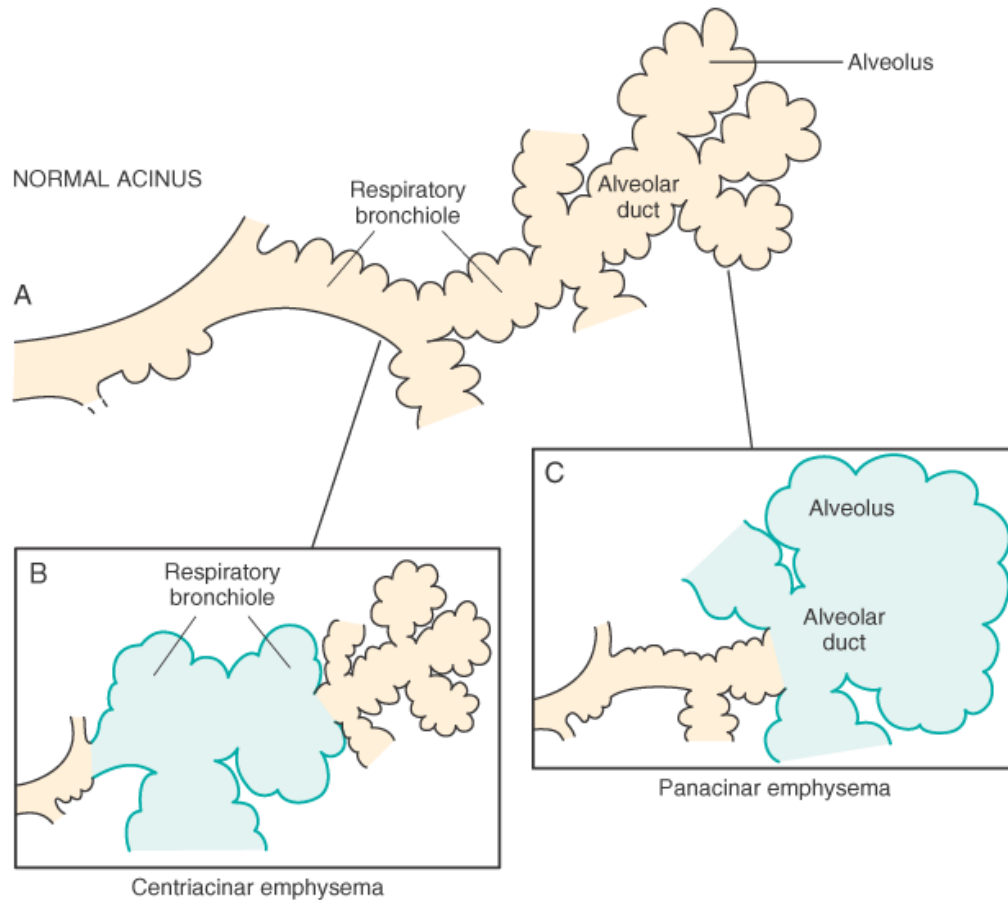 Alveolus
NORMAL ACINUS
Respiratory
bronchiole
Alveolar
duct
A
C
Alveolus
Alveolar
duct
B
Respiratory
bronchiole
Panacinar emphysema
Centriacinar emphysema